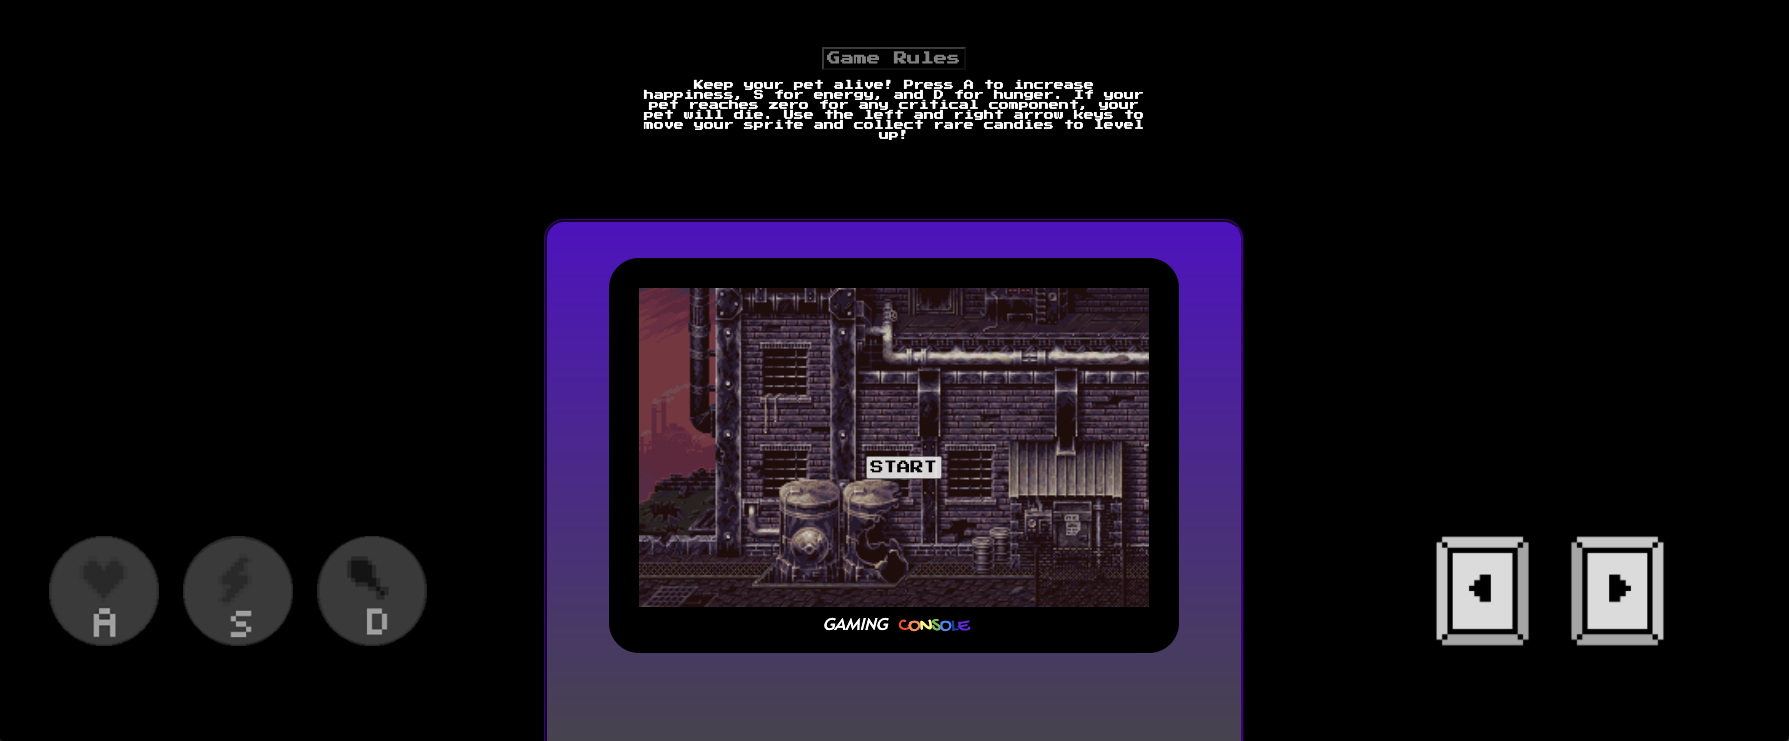 Game Rules
Keep your pet alive! Press A to increase
happiness, S for energy, and D for hunger. If your
pet reaches zero for any critical component, your
pet will die. Use the left and right arrow keys to
move your sprite and collect rare candies to level
up!
START
GAMING CONSOLE
A S D